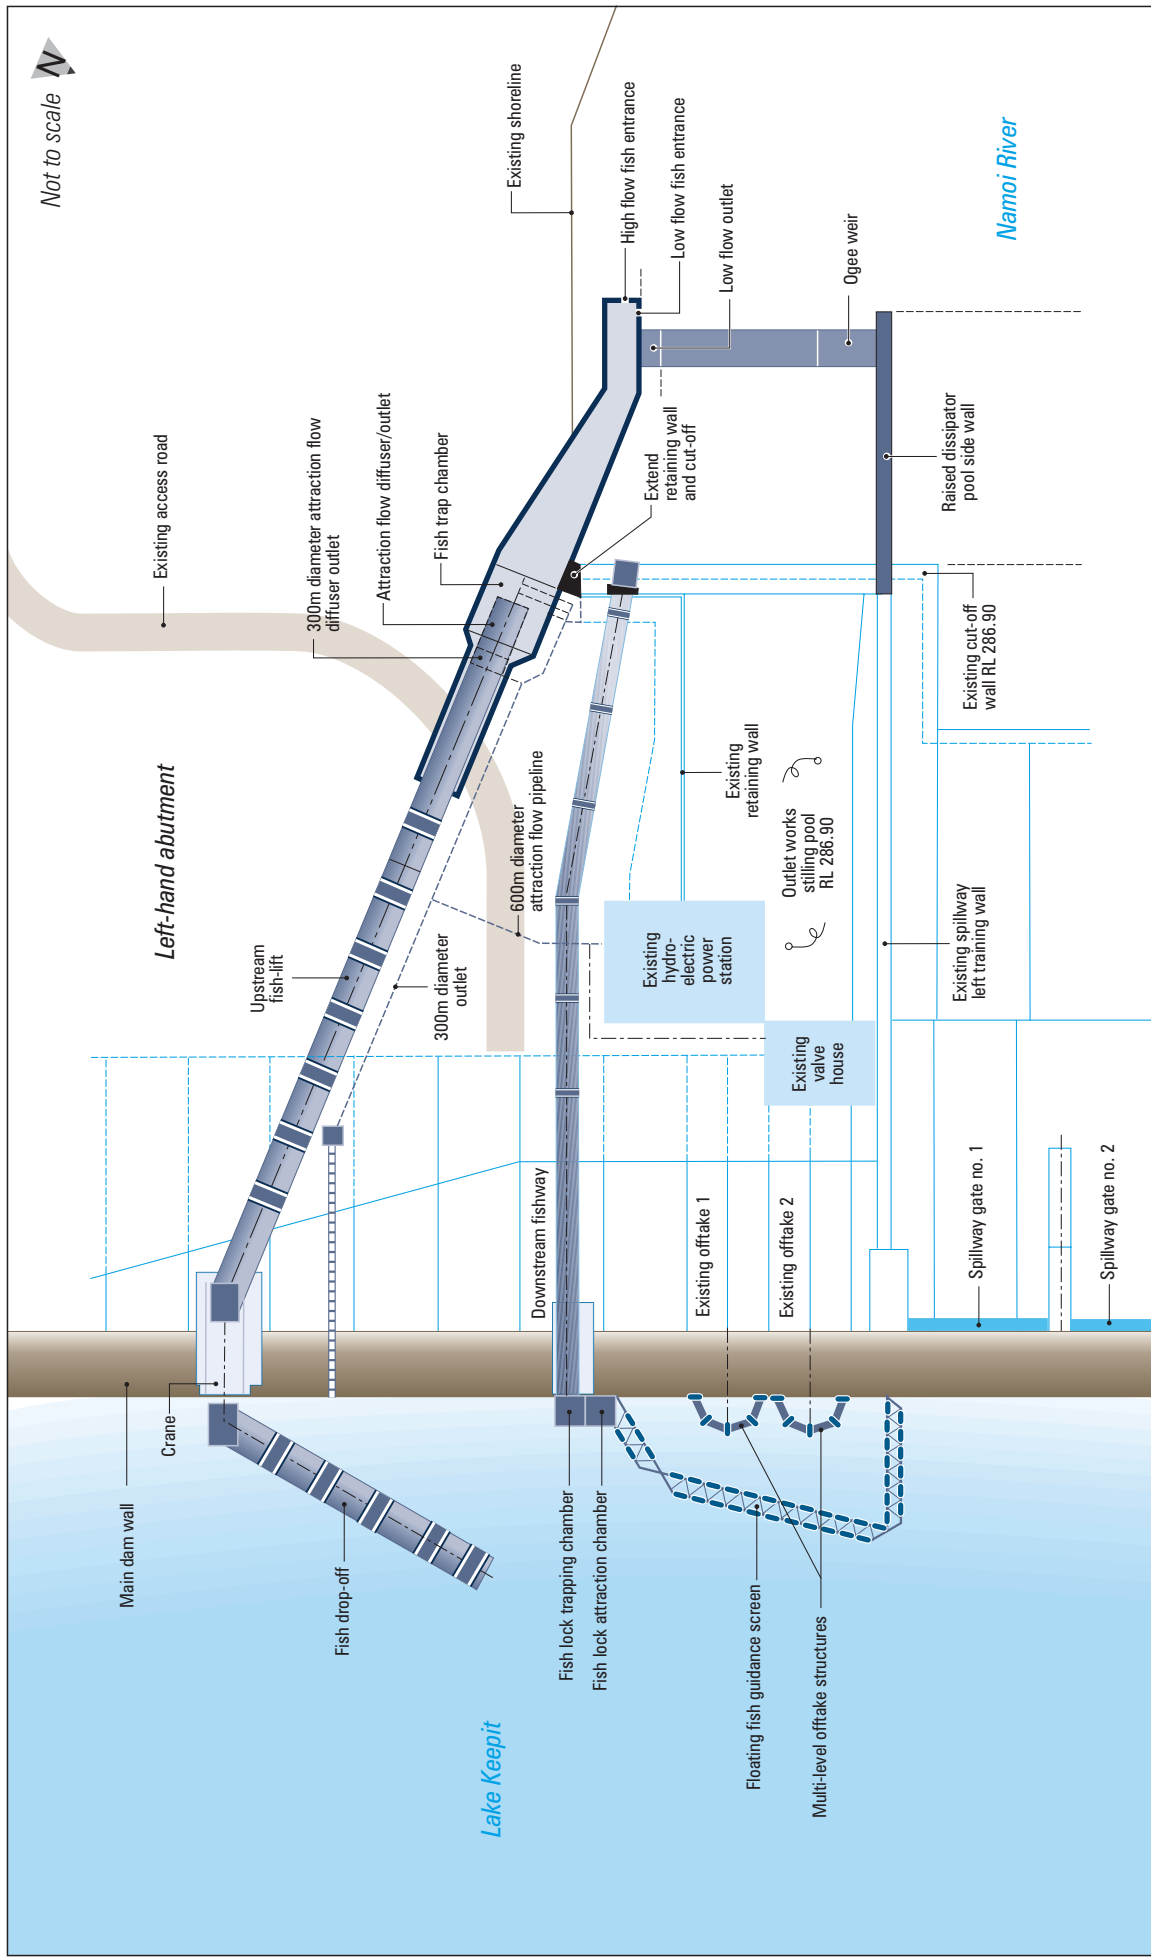 Not to scale
N
Left-hand abutment
Existing access road
300m diameter attraction flow
diffuser outlet
Attraction flow diffuser/outlet
Fish trap chamber
Existing shoreline
High flow fish entrance
Low flow fish entrance
Low flow outlet
Ogee weir
Namoi River
Upstream
fish-lift
300m diameter
outlet
600m diameter
attraction flow pipeline
Extend
retaining wall
and cut-off
Raised dissipator
pool side wall
Existing
retaining wall
Outlet works
stilling pool
RL 286.90
Existing cut-off
wall RL 286.90
Existing
hydro-
electric
power
station
Existing
valve
house
Existing spillway
left training wall
Downstream fishway
Existing offtake 1
Existing offtake 2
Spillway gate no. 1
Spillway gate no. 2
Main dam wall
Crane
Fish drop-off
Fish lock trapping chamber
Fish lock attraction chamber
Floating fish guidance screen
Multi-level offtake structures
Lake Keepit